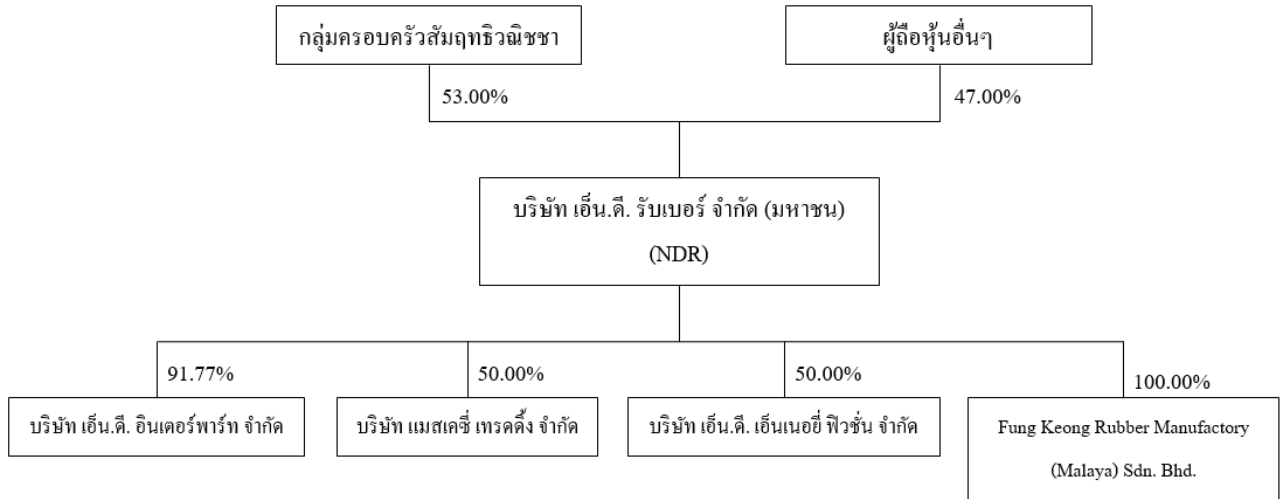 กลุ่มครอบครัวสัมฤทธิวณิชชา
ผู้ถือหุ้นอื่นๆ
53.00%
47.00%
บริษัท เอ็น.ดี. รับเบอร์ จำกัด (มหาชน)
(NDR)
91.77%
50.00%
50.00%
100.00%
บริษัท เอ็น.ดี. อินเตอร์พาร์ท จำกัด
บริษัท แมสเคซี่ เทรดดิ้ง จำกัด
บริษัท เอ็น.ดี. เอ็นเนอยี่ ฟิวชั่น จำกัด
Fung Keong Rubber Manufactory
(Malaya) Sdn. Bhd.